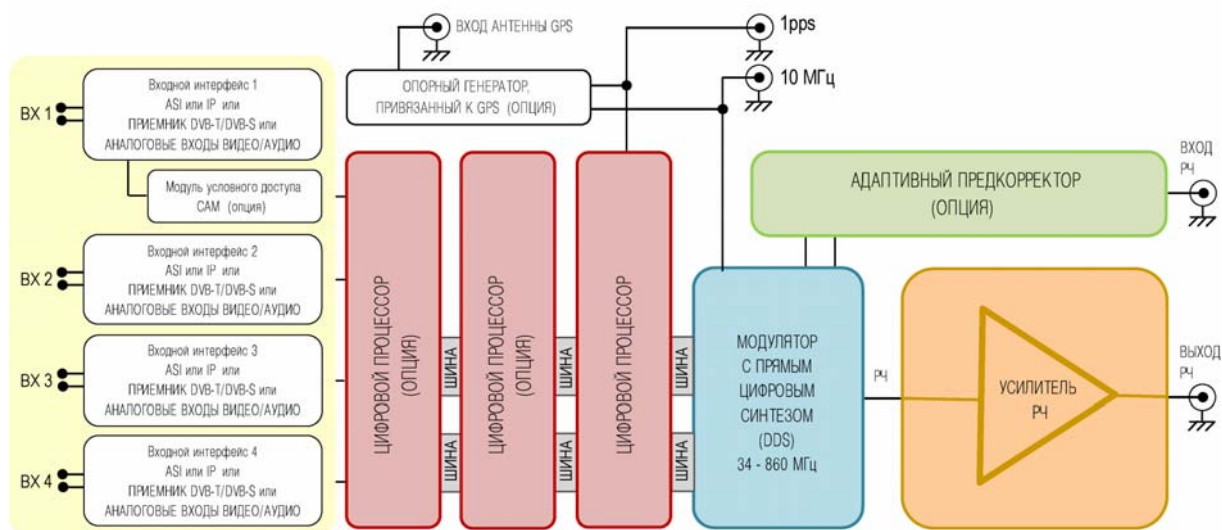 ВХОД АНТЕННЫ GPS
1pps
10 МГц
ОПОРНЫЙ ГЕНЕРАТОР,
ПРИВЯЗАННЫЙ К GPS (ОПЦИЯ)
ВХ 1
Входной интерфейс 1
ASI или IP или
ПРИЕМНИК DVB-T/DVB-S или
АНАЛОГОВЫЕ ВХОДЫ ВИДЕО/АУДИО
Модуль условного доступа
CAM (опция)
ВХ 2
Входной интерфейс 2
ASI или IP или
ПРИЕМНИК DVB-T/DVB-S или
АНАЛОГОВЫЕ ВХОДЫ ВИДЕО/АУДИО
ВХ 3
Входной интерфейс 3
ASI или IP или
ПРИЕМНИК DVB-T/DVB-S или
АНАЛОГОВЫЕ ВХОДЫ ВИДЕО/АУДИО
ВХ 4
Входной интерфейс 4
ASI или IP или
ПРИЕМНИК DVB-T/DVB-S или
АНАЛОГОВЫЕ ВХОДЫ ВИДЕО/АУДИО
ЦИФРОВОЙ ПРОЦЕССОР
(ОПЦИЯ)
ШИНА
ШИНА
ЦИФРОВОЙ ПРОЦЕССОР
(ОПЦИЯ)
ШИНА
ШИНА
ЦИФРОВОЙ ПРОЦЕССОР
ШИНА
ШИНА
АДАПТИВНЫЙ ПРЕДКОРРЕКТОР
(ОПЦИЯ)
ВХОД
РЧ
МОДУЛЯТОР
С ПРЯМЫМ
ЦИФРОВЫМ
СИНТЕЗОМ
(DDS)
34 - 860 МГц
РЧ
УСИЛИТЕЛЬ
РЧ
ВЫХОД
РЧ